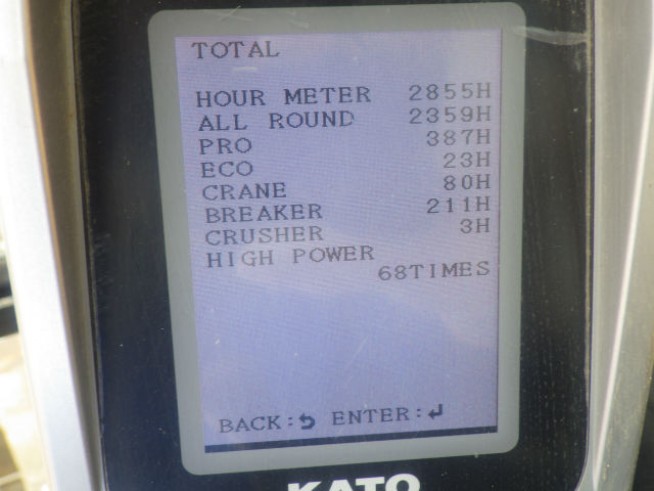 TOTAL
HOUR METER 2855H
ALL ROUND 2359H
PRO 387H
ECO 23H
CRANE 80H
BREAKER 211H
CRUSHER 3H
HIGH POWER
68TIMES
BACK:⮌ ENTER:↲
KATO